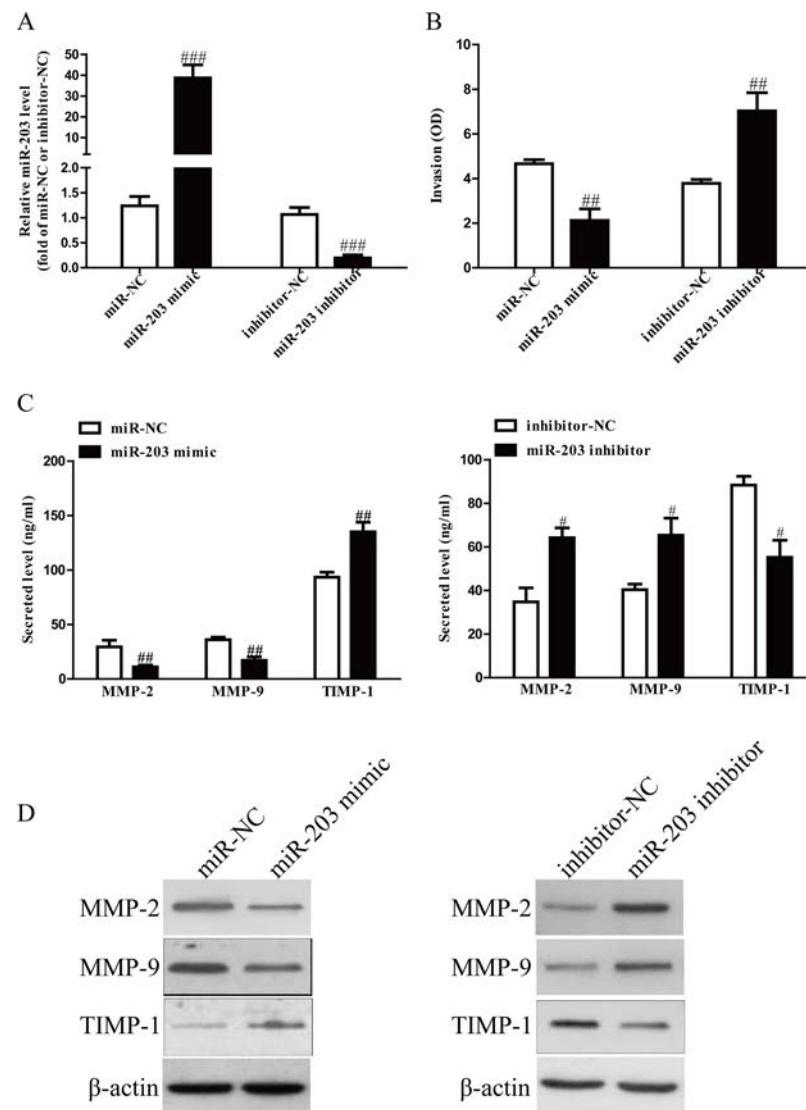 A
Relative miR-203 level
(fold of miR-NC or inhibitor-NC)
50
40
30
20
10
2.0
1.5
1.0
0.5
0.0
###
###
miR-NC
miR-203 mimic
inhibitor-NC
miR-203 inhibitor
B
Invasion (OD)
10
8
6
4
2
0
##
##
miR-NC
miR-203 mimic
inhibitor-NC
miR-203 inhibitor
C
miR-NC
miR-203 mimic
Secreted level (ng/ml)
200
150
100
50
0
##
##
##
MMP-2 MMP-9 TIMP-1
inhibitor-NC
miR-203 inhibitor
Secreted level (ng/ml)
100
80
60
40
20
0
#
#
#
MMP-2 MMP-9 TIMP-1
D
miR-NC
miR-203 mimic
MMP-2
MMP-9
TIMP-1
β-actin
inhibitor-NC
miR-203 inhibitor
MMP-2
MMP-9
TIMP-1
β-actin